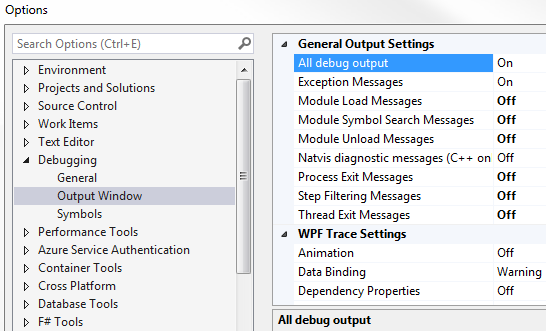 Options
Search Options (Ctrl+E)
Environment
Projects and Solutions
Source Control
Work Items
Text Editor
Debugging
General
Output Window
Symbols
Performance Tools
Azure Service Authentication
Container Tools
Cross Platform
Database Tools
F# Tools
General Output Settings
All debug output On
Exception Messages On
Module Load Messages Off
Module Symbol Search Messages Off
Module Unload Messages Off
Natvis diagnostic messages (C++ on Off
Process Exit Messages Off
Step Filtering Messages Off
Thread Exit Messages Off
WPF Trace Settings
Animation Off
Data Binding Warning
Dependency Properties Off
All debug output